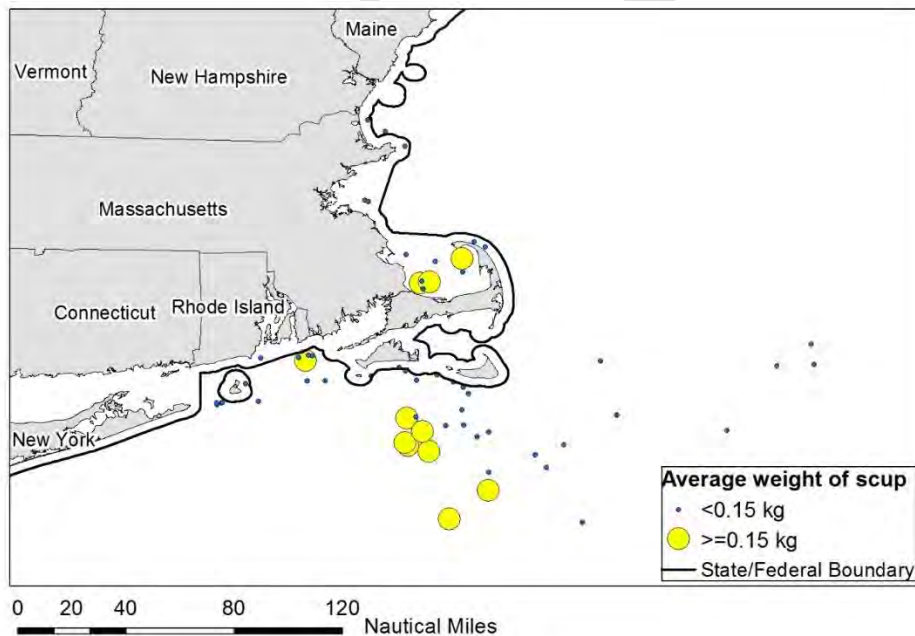 Maine
Vermont
New Hampshire
Massachusetts
Connecticut
Rhode Island
New York
Average weight of scup
<0.15 kg
>=0.15 kg
State/Federal Boundary
0 20 40 80 120
Nautical Miles